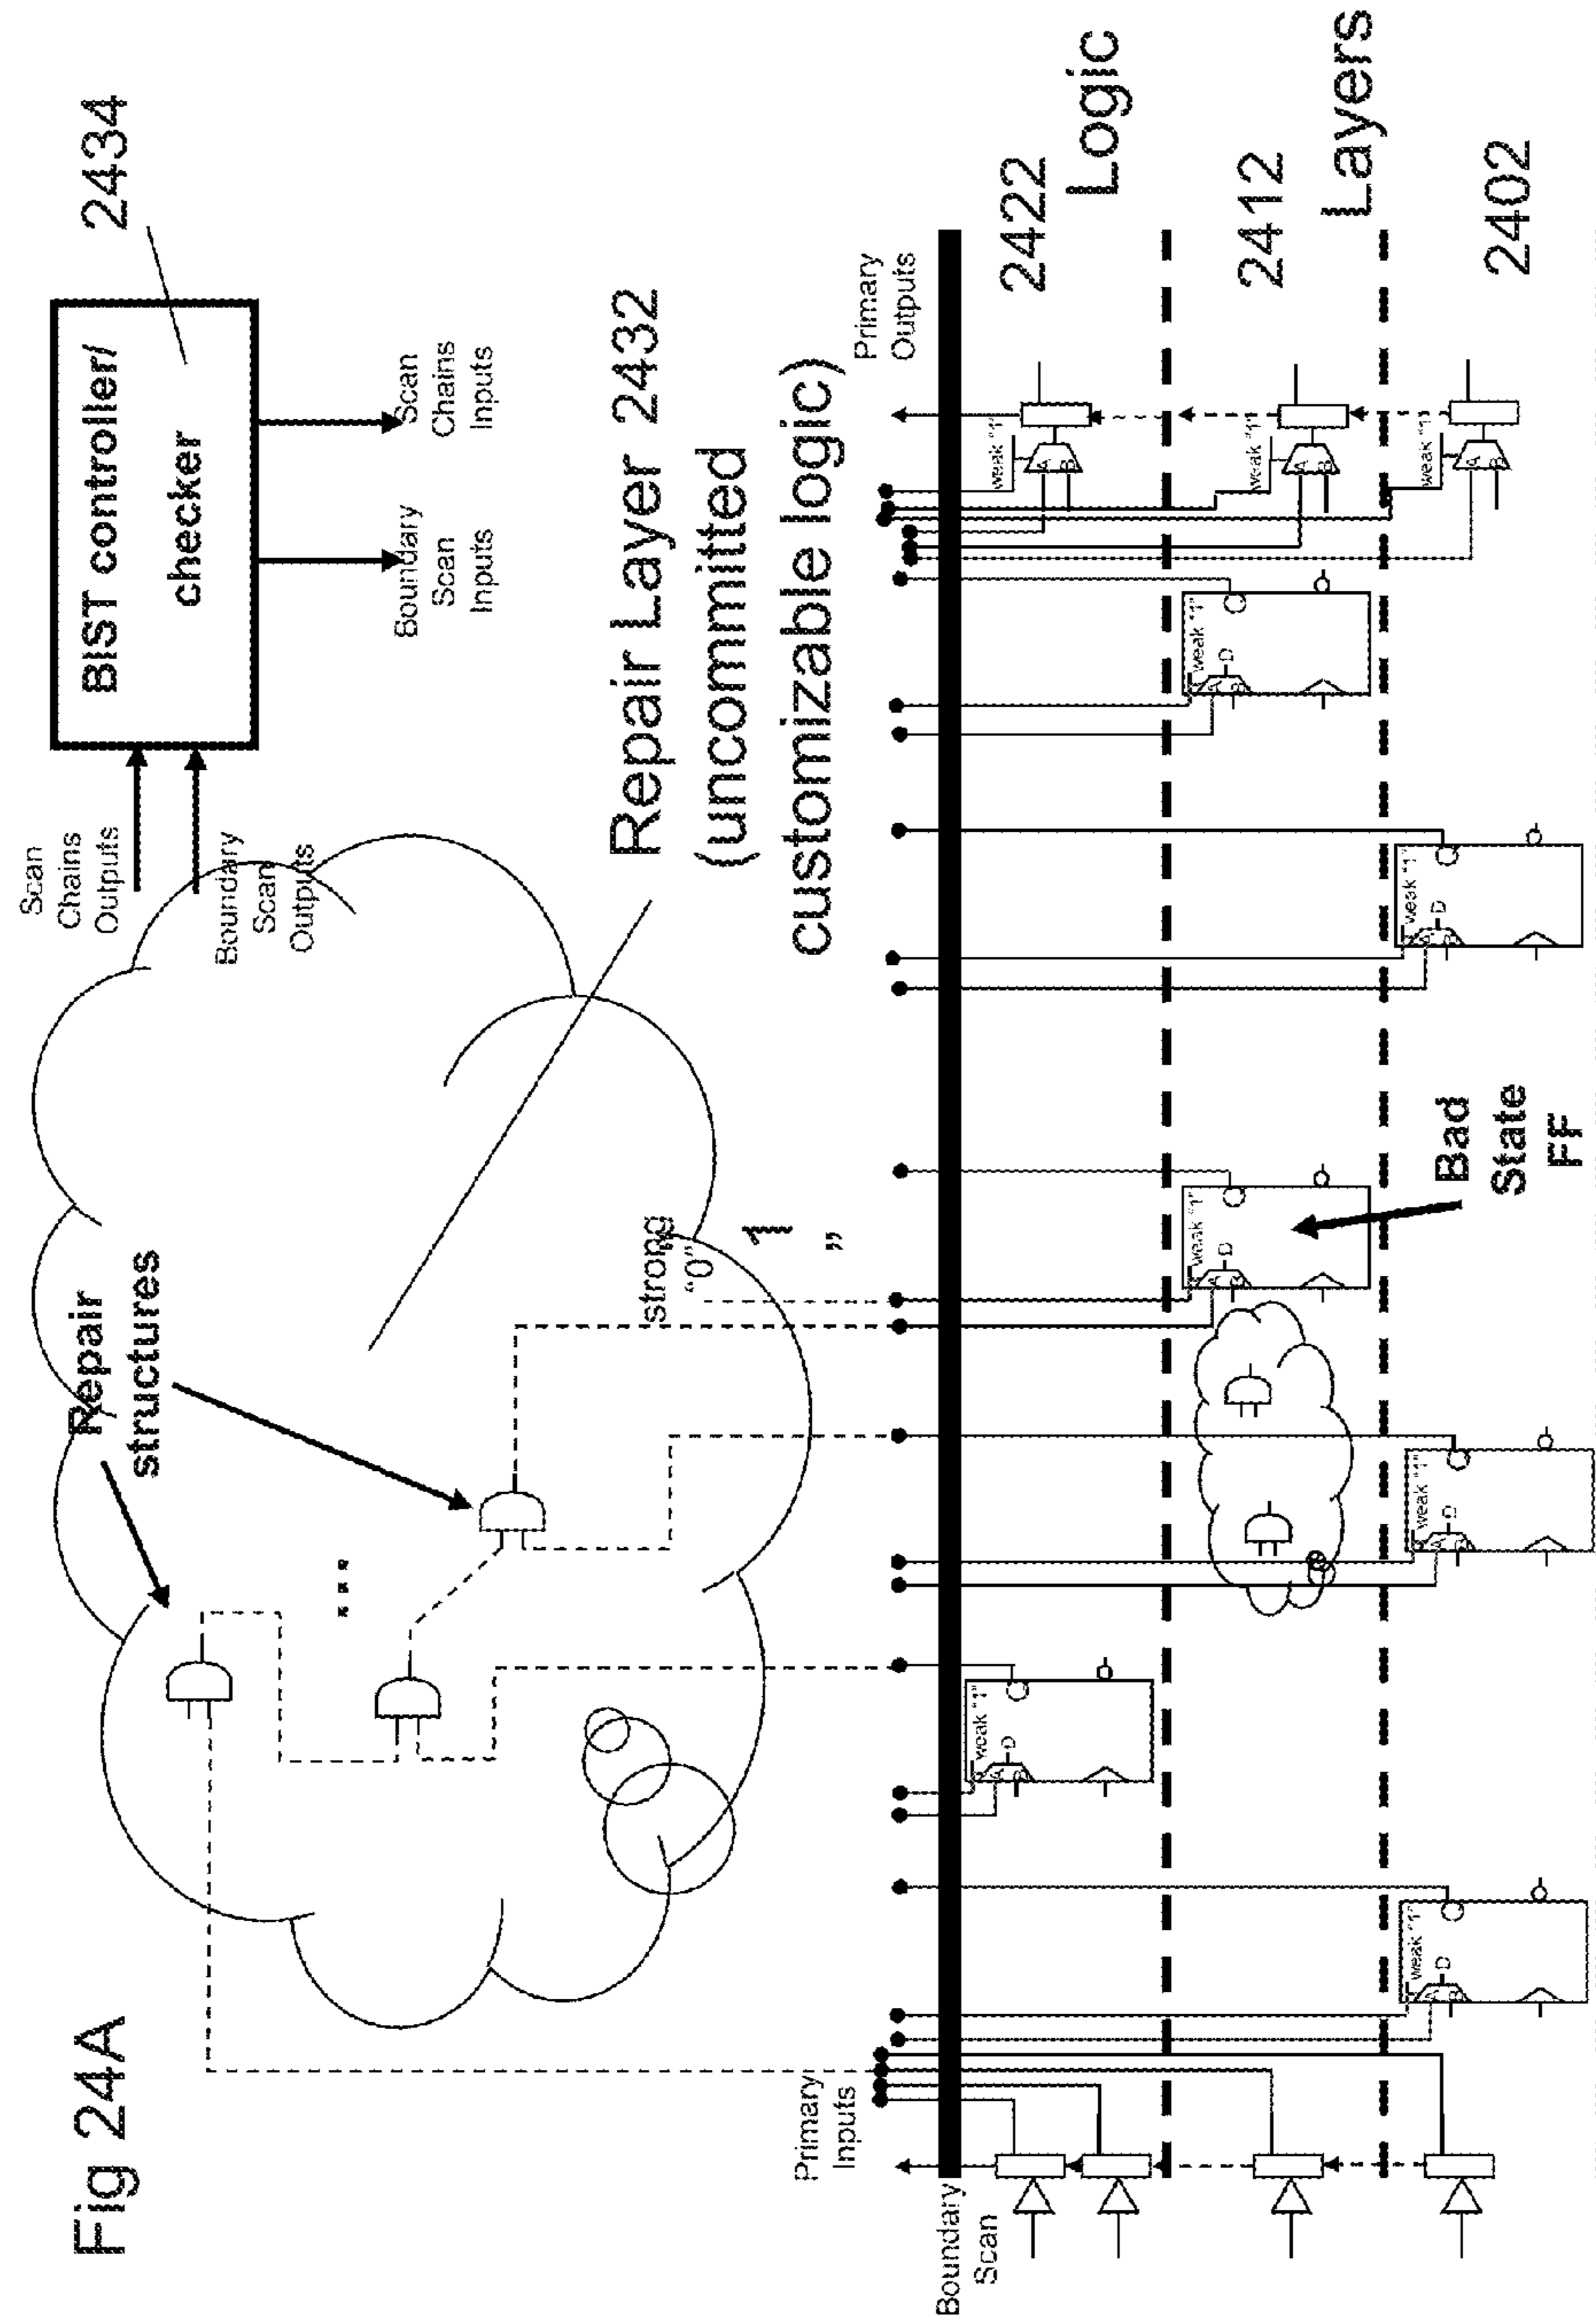 Fig 24A
Repair
structures
Scan
Chains
Outputs
Boundary
Scan
Outputs
BIST controller/
checker
2434
Boundary
Scan
Inputs
Scan
Chains
Inputs
Repair Layer 2432
(uncommitted
customizable logic)
strong
"0"
1
"
Primary
Inputs
Primary
Outputs
Boundary
Scan
2422
Logic
2412
Layers
2402
Bad
State
FF
weak "1"
A
B
weak "1"
A
B
weak "1"
A
B
weak "1"
A
B
D
weak "1"
A
B
D
weak "1"
A
B
D
weak "1"
A
B
D
weak "1"
A
B
D
weak "1"
A
B
D